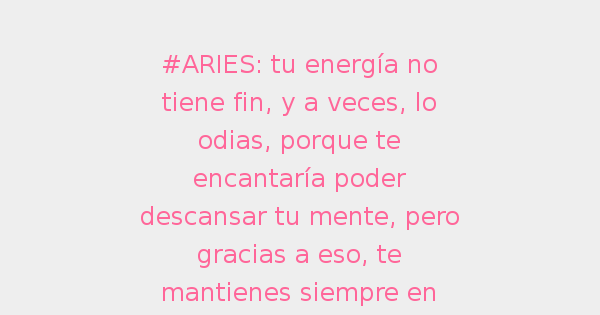 #ARIES: tu energía no
tiene fin, y a veces, lo
odias, porque te
encantaría poder
descansar tu mente, pero
gracias a eso, te
mantienes siempre en